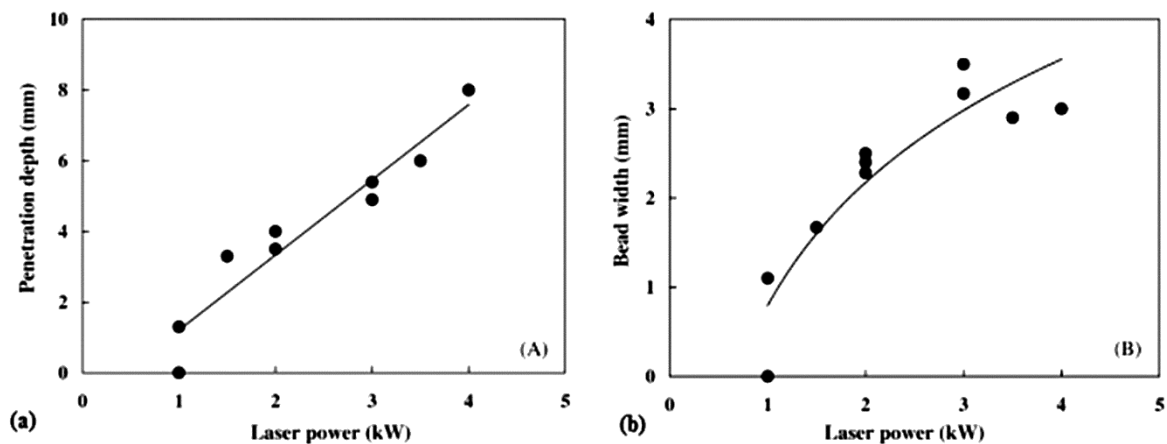 10
8
6
4
2
0
Penetration depth (mm)
(A)
0 1 2 3 4 5
(a)
Laser power (kW)
4
3
2
1
0
Bead width (mm)
(B)
0 1 2 3 4 5
(b)
Laser power (kW)